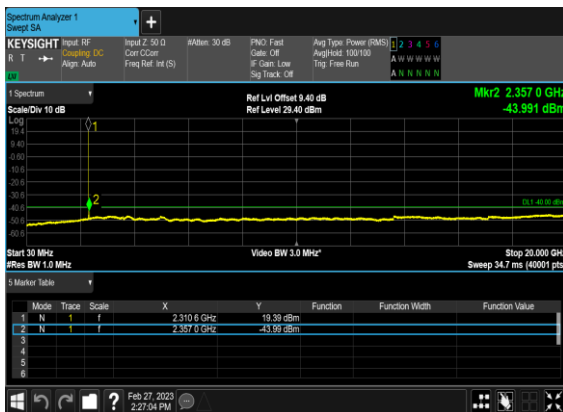 Spectrum Analyzer 1
Swept SA
KEYSIGHT Input: RF Input Z: 50 Ω #Atten: 30 dB PNO: Fast Avg Type: Power (RMS) 1 2 3 4 5 6
R T Coupling: DC Corr CCorr Gate: Off Avg|Hold: 100/100 A W W W W W
Align: Auto Freq Ref: Int (S) IF Gain: Low Trig: Free Run A N N N N N
Sig Track: Off
1 Spectrum Ref Lvl Offset 9.40 dB Mkr2 2.357 0 GHz
Scale/Div 10 dB Ref Level 29.40 dBm -43.991 dBm
Log
19.4
9.40
-0.60
-10.6
-20.6
-30.6
-40.6
-50.6
-60.6
1
2
DL1 -40.00 dBm
Start 30 MHz Video BW 3.0 MHz* Stop 20.000 GHz
#Res BW 1.0 MHz Sweep 34.7 ms (40001 pts)
5 Marker Table
Mode Trace Scale X Y Function Function Width Function Value
1 N 1 f 2.310 6 GHz 19.39 dBm
2 N 1 f 2.357 0 GHz -43.99 dBm
3
4
5
6
? Feb 27, 2023
2:27:04 PM